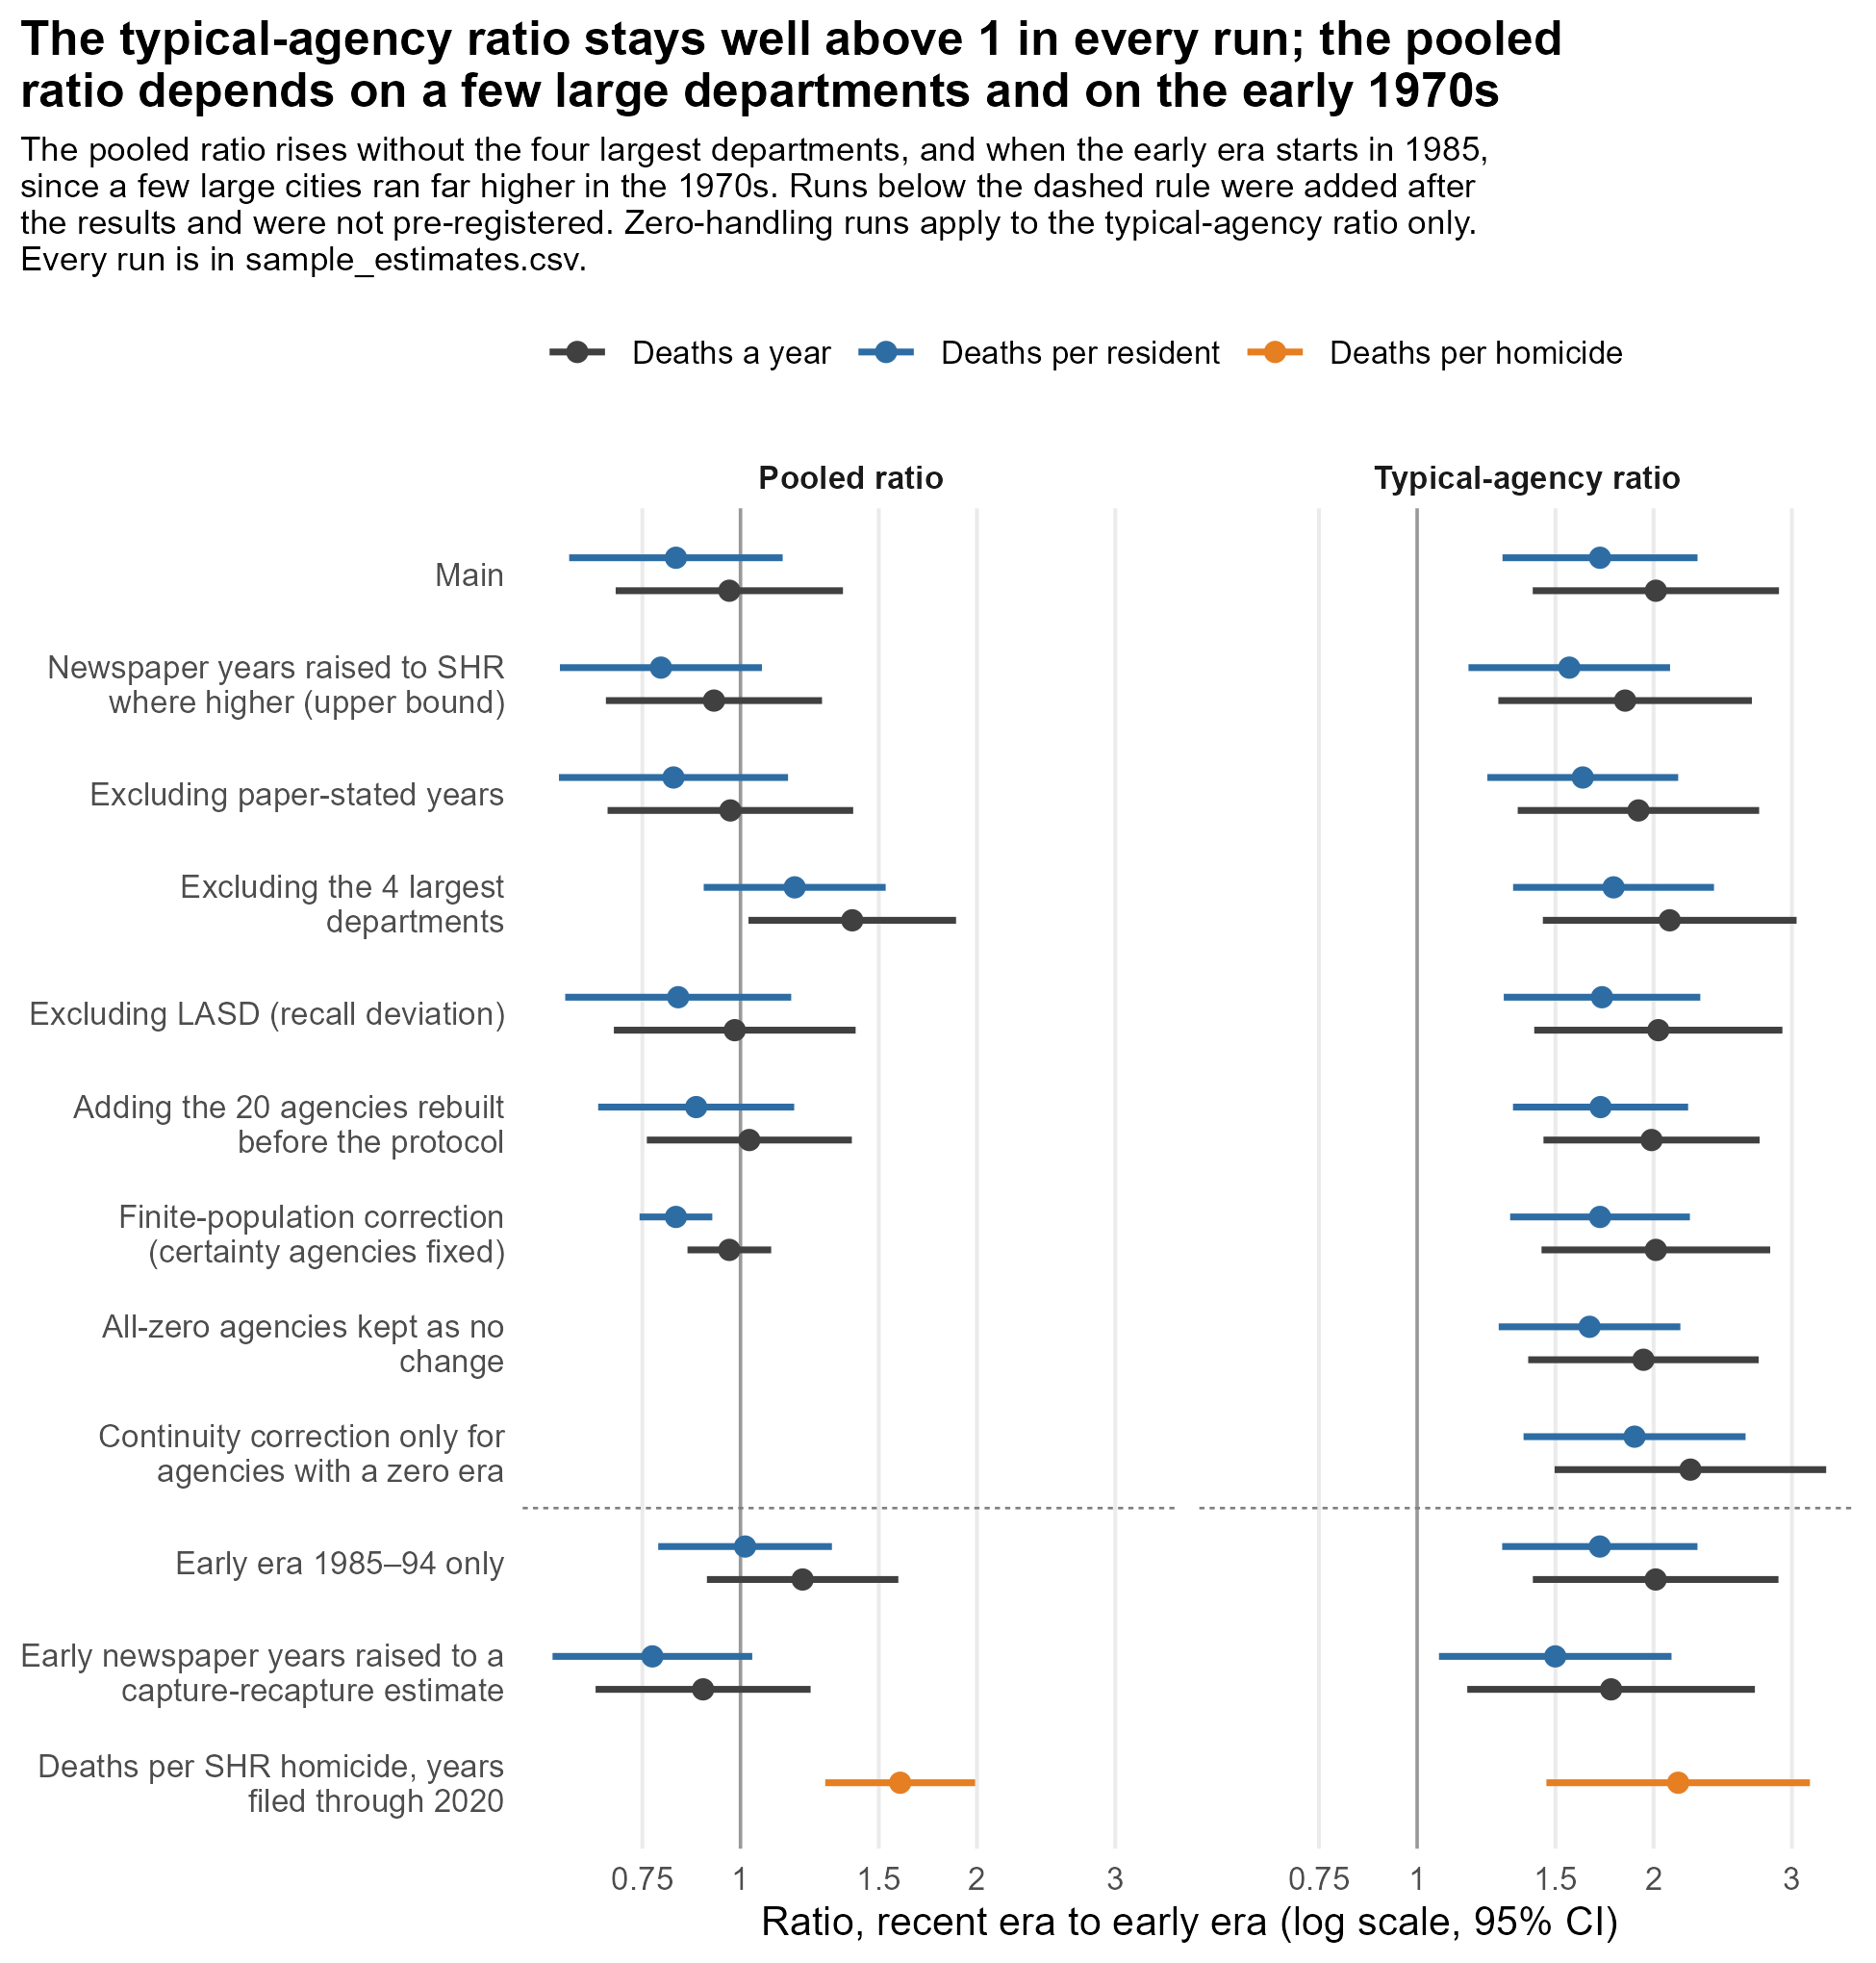 The typical-agency ratio stays well above 1 in every run; the pooled
ratio depends on a few large departments and on the early 1970s
The pooled ratio rises without the four largest departments, and when the early era starts in 1985,
since a few large cities ran far higher in the 1970s. Runs below the dashed rule were added after
the results and were not pre-registered. Zero-handling runs apply to the typical-agency ratio only.
Every run is in sample_estimates.csv.
Deaths a year Deaths per resident Deaths per homicide
Pooled ratio Typical-agency ratio
Main
Newspaper years raised to SHR
where higher (upper bound)
Excluding paper-stated years
Excluding the 4 largest
departments
Excluding LASD (recall deviation)
Adding the 20 agencies rebuilt
before the protocol
Finite-population correction
(certainty agencies fixed)
All-zero agencies kept as no
change
Continuity correction only for
agencies with a zero era
Early era 1985–94 only
Early newspaper years raised to a
capture-recapture estimate
Deaths per SHR homicide, years
filed through 2020
0.75 1 1.5 2 3 0.75 1 1.5 2 3
Ratio, recent era to early era (log scale, 95% CI)